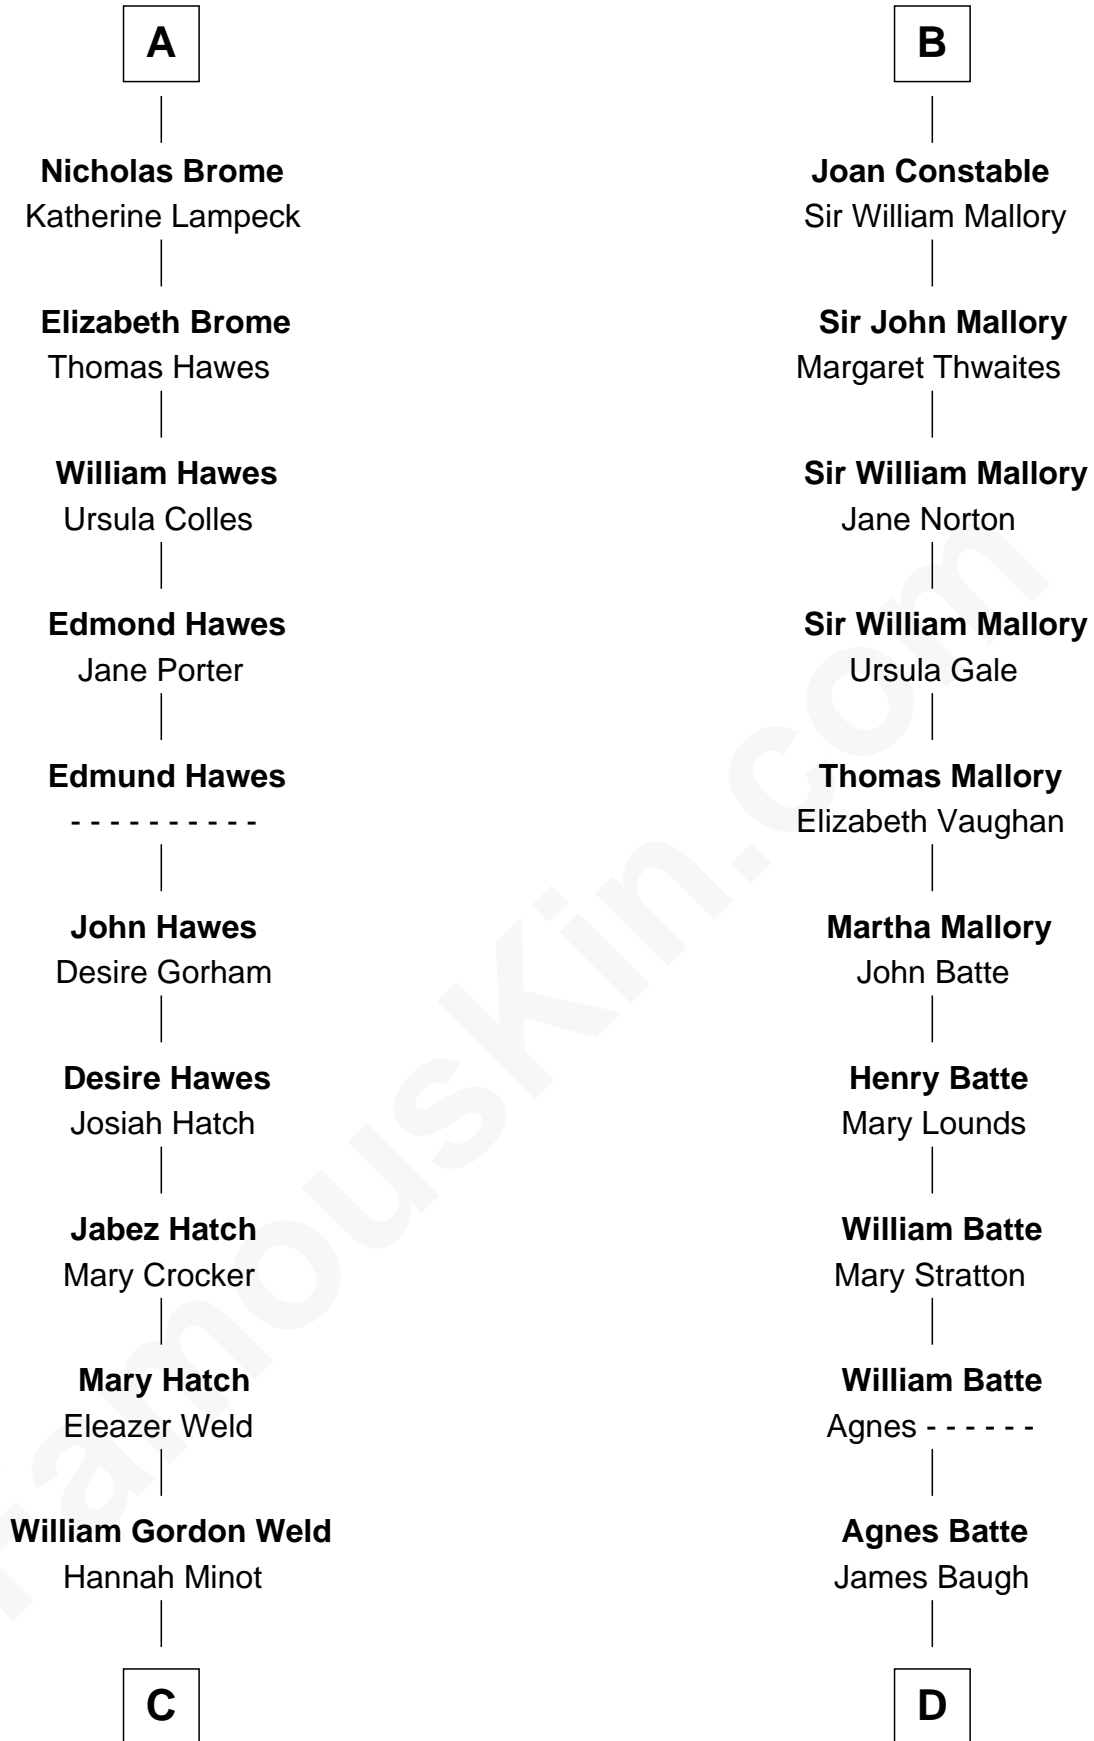 A
Nicholas Brome
Katherine Lampeck
Elizabeth Brome
Thomas Hawes
William Hawes
Ursula Colles
Edmond Hawes
Jane Porter
Edmund Hawes
- - - - - - - - - -
John Hawes
Desire Gorham
Desire Hawes
Josiah Hatch
Jabez Hatch
Mary Crocker
Mary Hatch
Eleazer Weld
William Gordon Weld
Hannah Minot
C
B
Joan Constable
Sir William Mallory
Sir John Mallory
Margaret Thwaites
Sir William Mallory
Jane Norton
Sir William Mallory
Ursula Gale
Thomas Mallory
Elizabeth Vaughan
Martha Mallory
John Batte
Henry Batte
Mary Lounds
William Batte
Mary Stratton
William Batte
Agnes - - - - - -
Agnes Batte
James Baugh
D
FamousKin.com